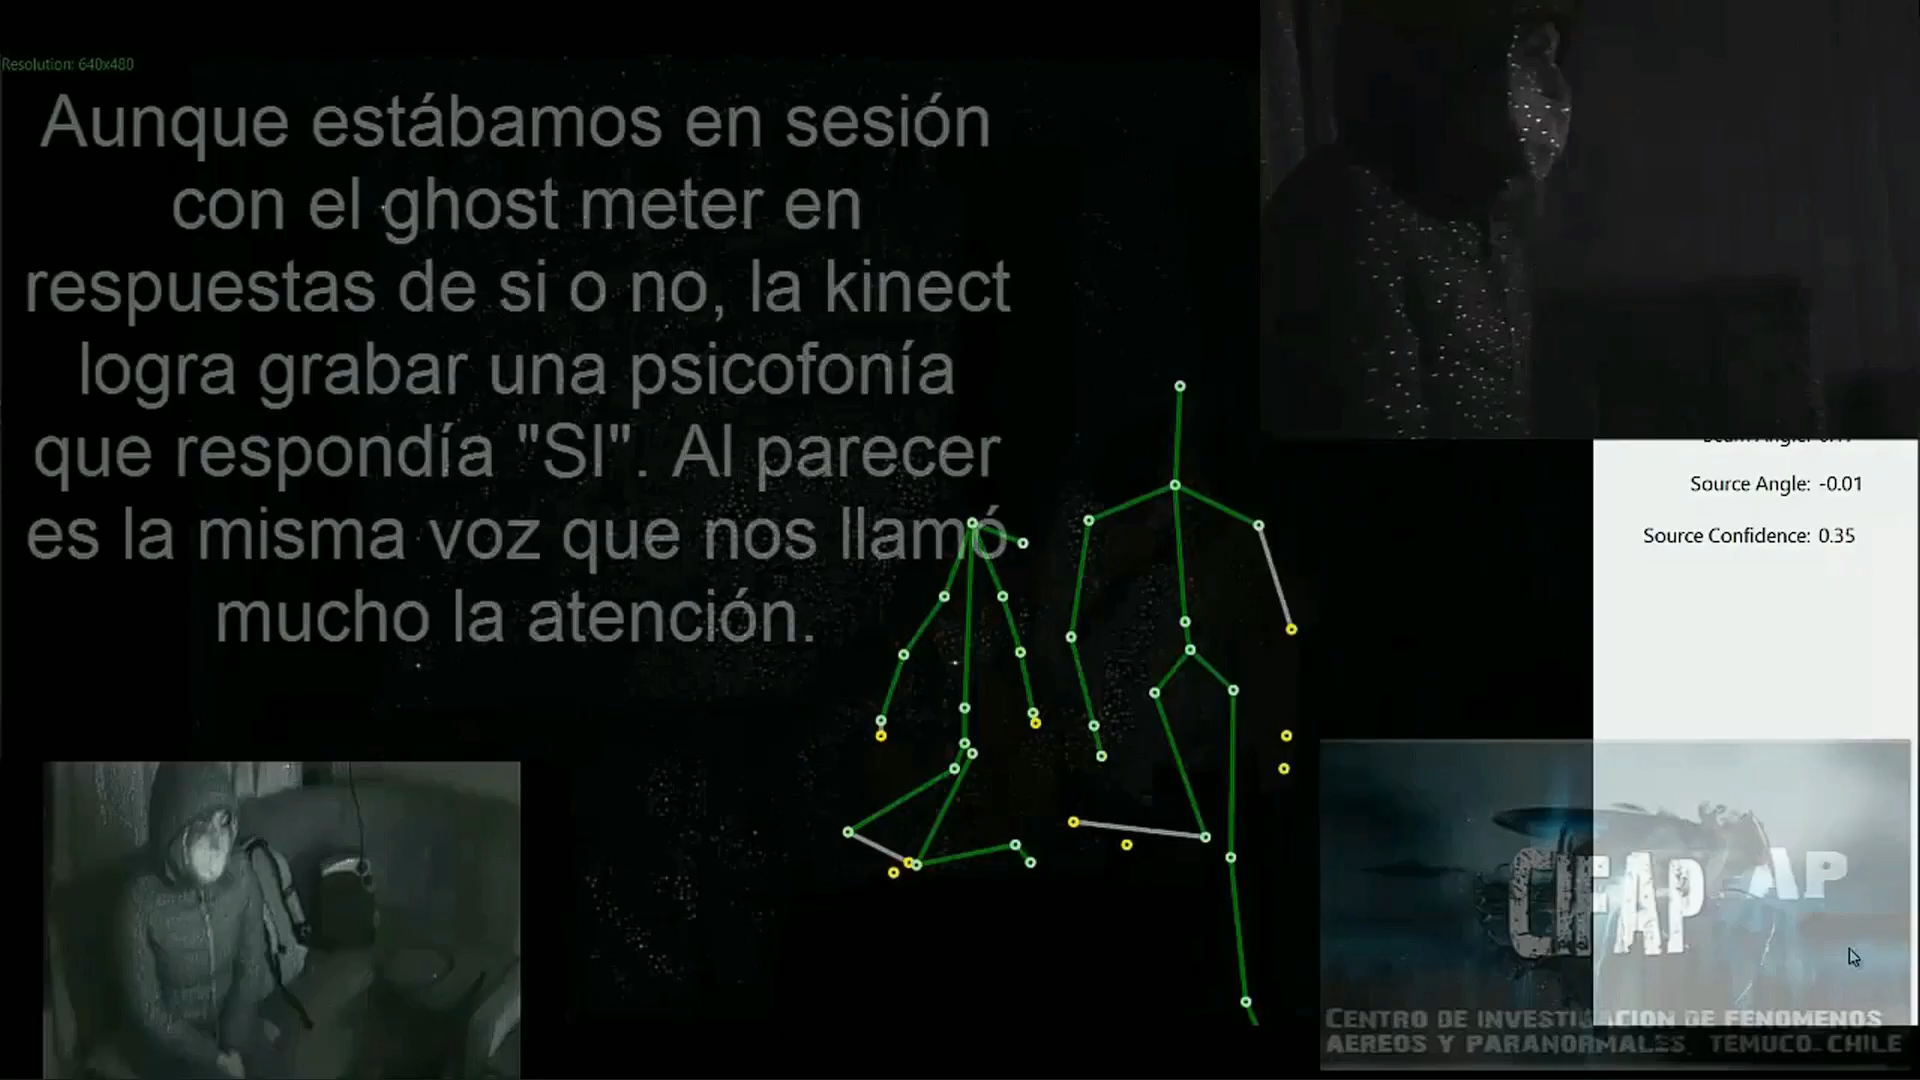 Resolution: 640x480
Aunque estábamos en sesión
con el ghost meter en
respuestas de si o no, la kinect
logra grabar una psicofonía
que respondía "SI". Al parecer
es la misma voz que nos llamó
mucho la atención.
Source Angle: -0.01
Source Confidence: 0.35
CIFAP
AP
CENTRO DE INVESTIGACION DE FENOMENOS
AEREOS Y PARANORMALES, TEMUCO-CHILE